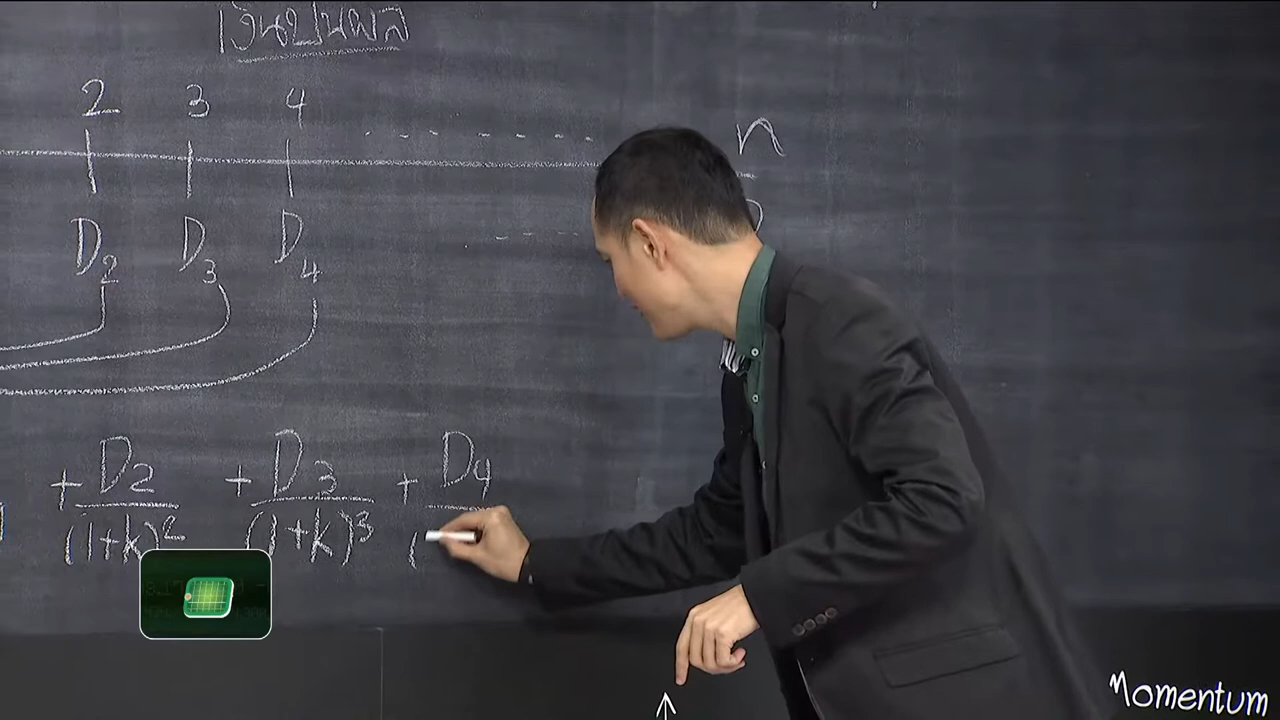 เงินปันผล
2 3 4 - - - - - - - n
D2 D3 D4 - - - -
+ D2 + D3 + D4
(1+k)² (1+k)³ (
Momentum